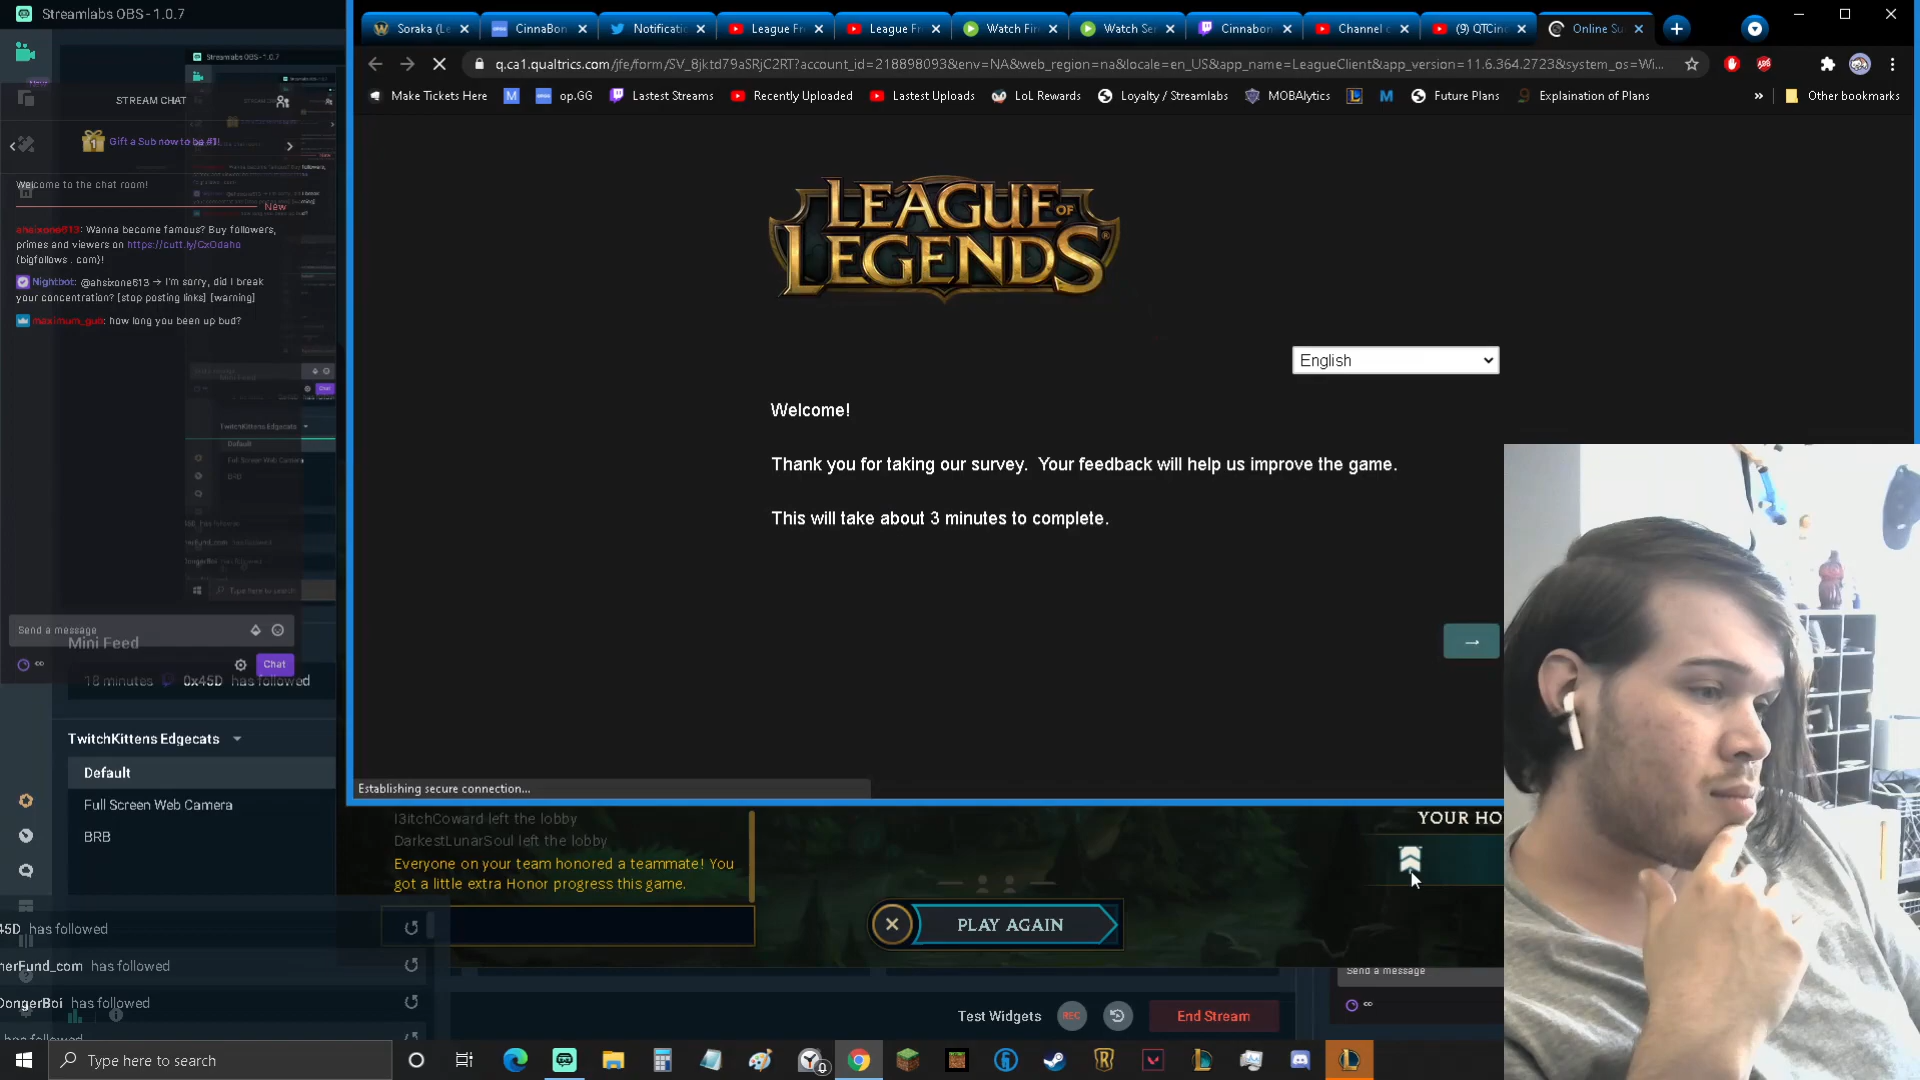 Streamlabs OBS - 1.0.7
Soraka (Le
CinnaBon
Notificatio
League Fr
League Fr
Watch Fir
Watch Ser
Cinnabon
Channel c
(9) QTCin
Online Su
q.ca1.qualtrics.com/jfe/form/SV_8jktd79aSRjC2RT?account_id=218898093&env=NA&web_region=na&locale=en_US&app_name=LeagueClient&app_version=11.6.364.2723&system_os=Wi...
Make Tickets Here
op.GG
Lastest Streams
Recently Uploaded
Lastest Uploads
LoL Rewards
Loyalty / Streamlabs
MOBAlytics
Future Plans
Explaination of Plans
»
Other bookmarks
STREAM CHAT
Gift a Sub now to be #1!
Welcome to the chat room!
New
ahsixone613: Wanna become famous? Buy followers,
primes and viewers on https://cutt.ly/CxOdaho
(bigfollows . com)!
Nightbot: @ahsixone613 → I'm sorry, did I break
your concentration? [stop posting links] [warning]
maximum_gun: how long you been up bud?
Send a message
Chat
Mini Feed
18 minutes 0x45D has followed
TwitchKittens Edgecats
Default
Full Screen Web Camera
BRB
45D has followed
nerFund_com has followed
DongerBoi has followed
has followed
LEAGUE OF
LEGENDS
English
Welcome!
Thank you for taking our survey. Your feedback will help us improve the game.
This will take about 3 minutes to complete.
→
Establishing secure connection...
l3itchCoward left the lobby
DarkestLunarSoul left the lobby
Everyone on your team honored a teammate! You
got a little extra Honor progress this game.
PLAY AGAIN
YOUR HO
Send a message
Test Widgets
REC
End Stream
Type here to search